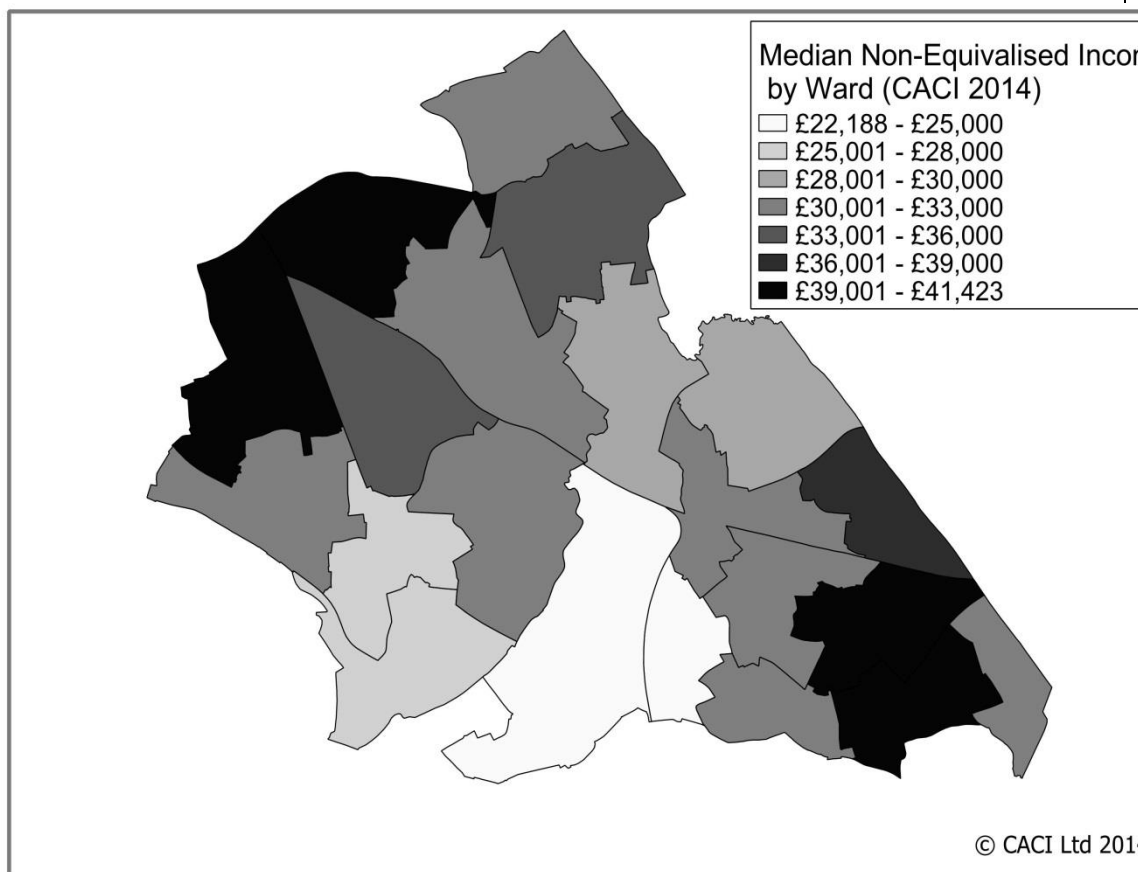 Median Non-Equivalised Incor
by Ward (CACI 2014)
£22,188 - £25,000
£25,001 - £28,000
£28,001 - £30,000
£30,001 - £33,000
£33,001 - £36,000
£36,001 - £39,000
£39,001 - £41,423
© CACI Ltd 201